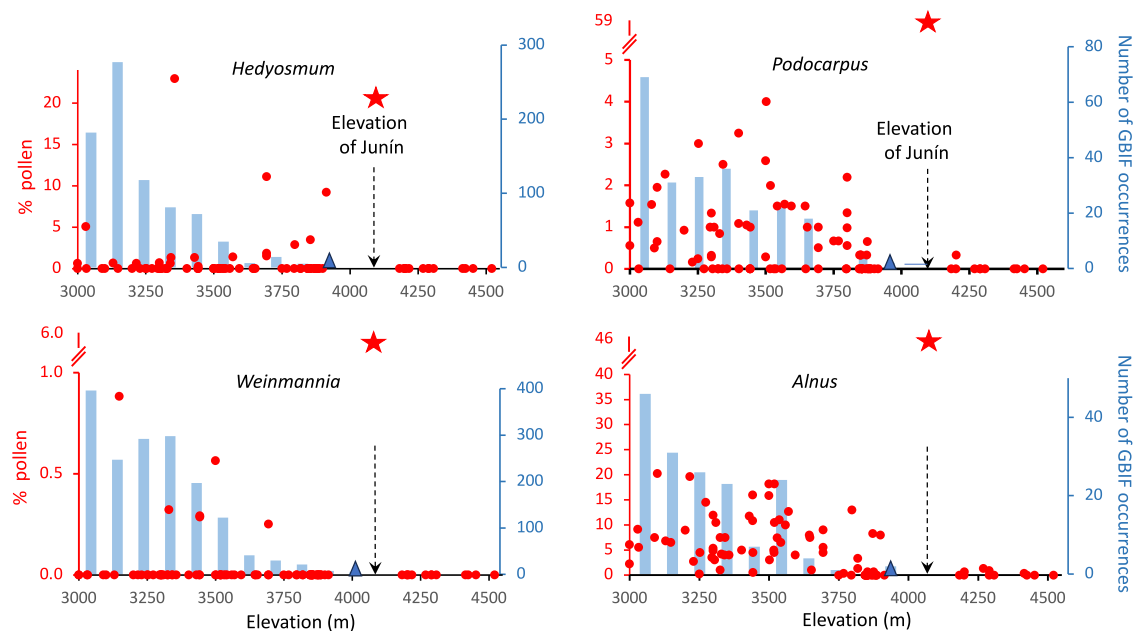 Hedyosmum
% pollen
20
15
10
5
0
300
200
100
0
Elevation
of Junín
3000 3250 3500 3750 4000 4250 4500
Podocarpus
59
5
4
3
2
1
0
80
60
40
20
0
Number of GBIF occurrences
Elevation
of Junín
3000 3250 3500 3750 4000 4250 4500
Weinmannia
% pollen
6.0
1.0
0.5
0.0
400
300
200
100
0
3000 3250 3500 3750 4000 4250 4500
Elevation (m)
Alnus
46
40
35
30
25
20
15
10
5
0
40
20
0
Number of GBIF occurrences
3000 3250 3500 3750 4000 4250 4500
Elevation (m)